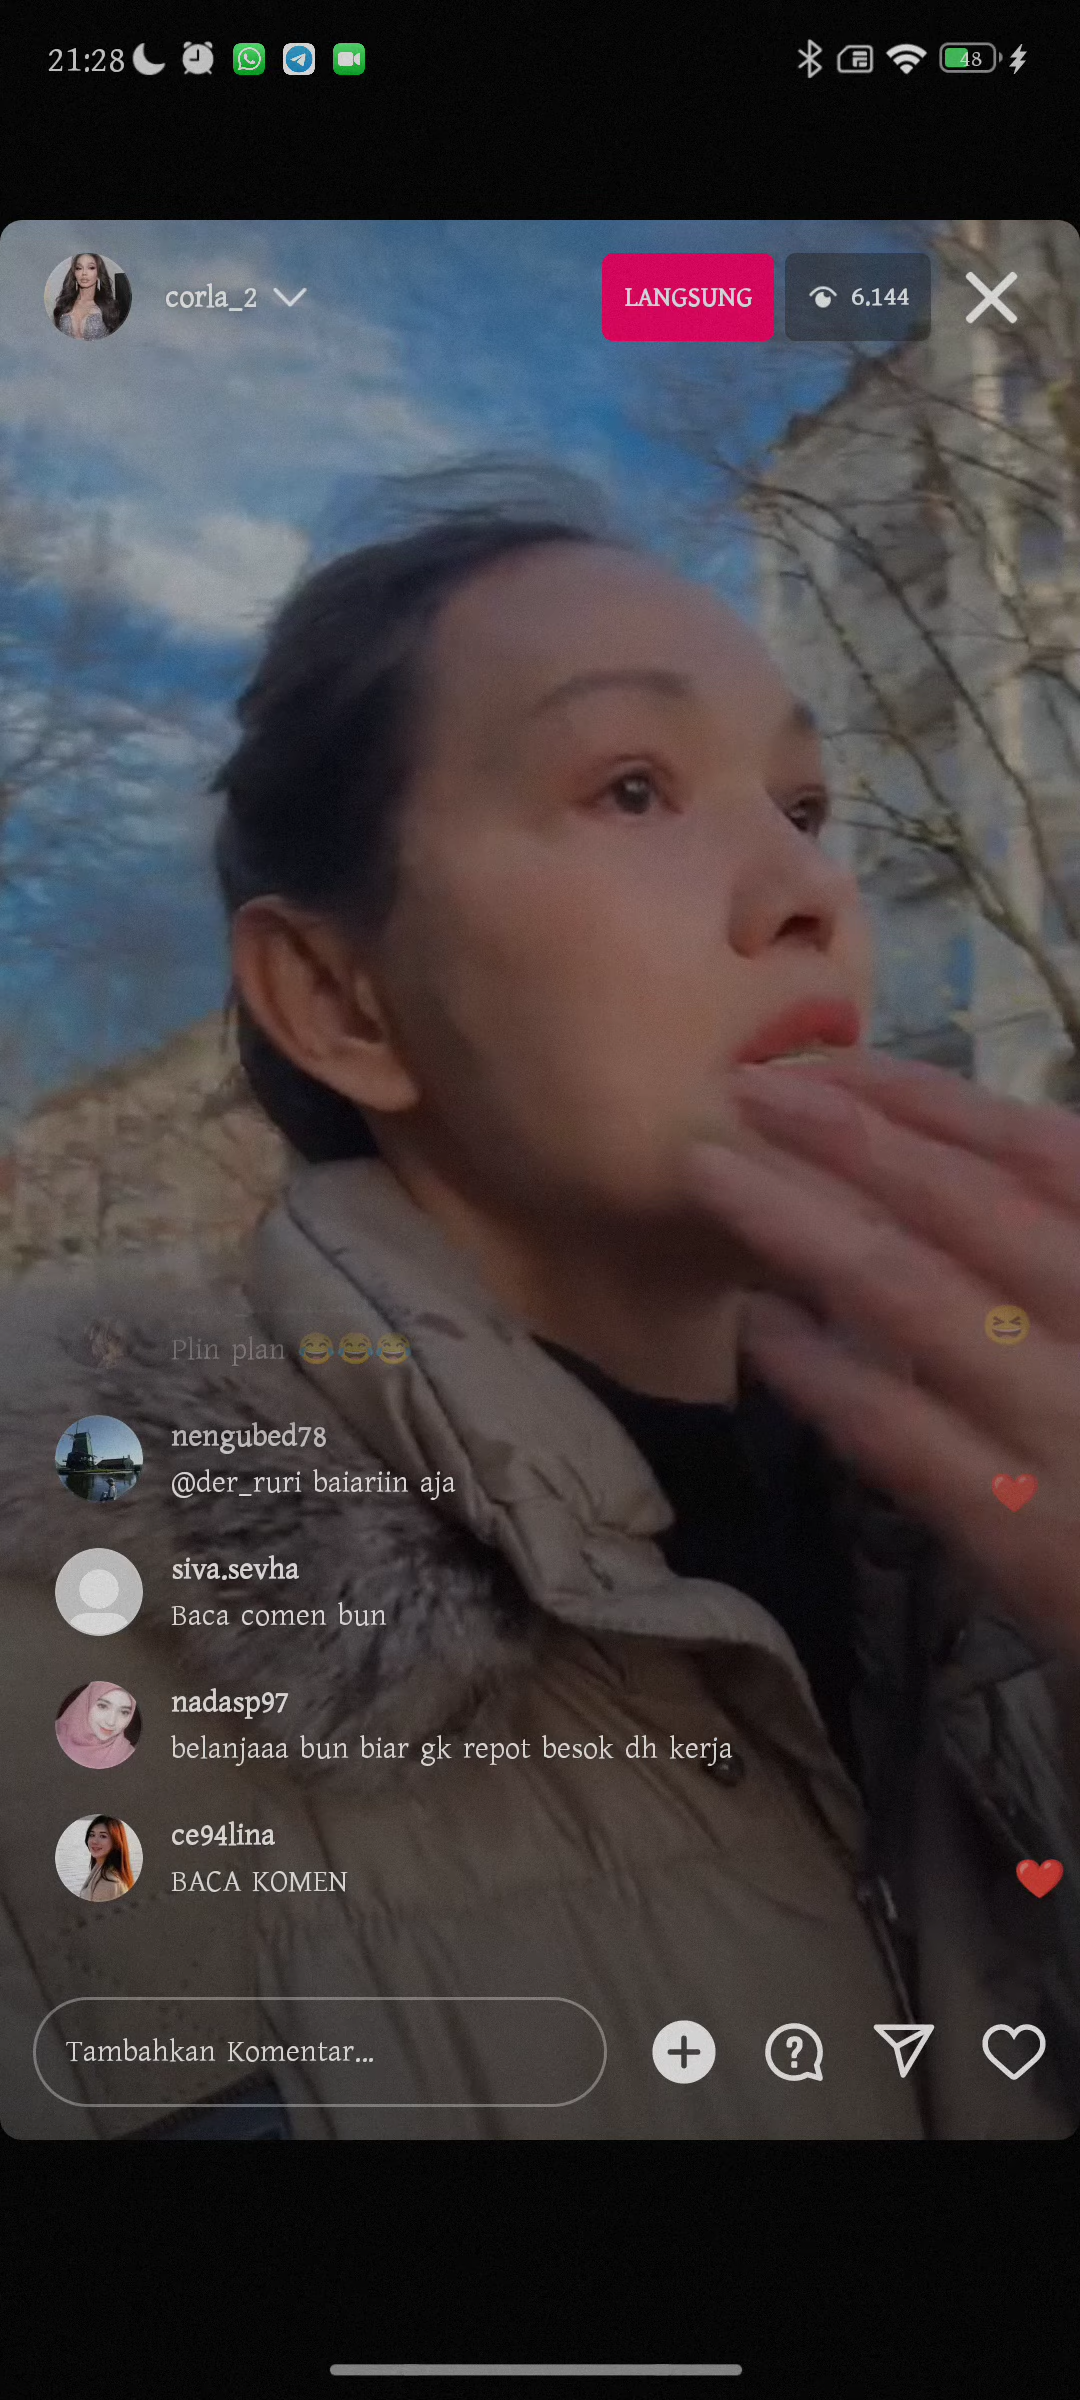 21:28
48
corla_2
LANGSUNG
6.144
Plin plan 😂😂😂
nengubed78
@der_ruri baiariin aja
siva.sevha
Baca comen bun
nadasp97
belanjaaa bun biar gk repot besok dh kerja
ce94lina
BACA KOMEN
Tambahkan Komentar...